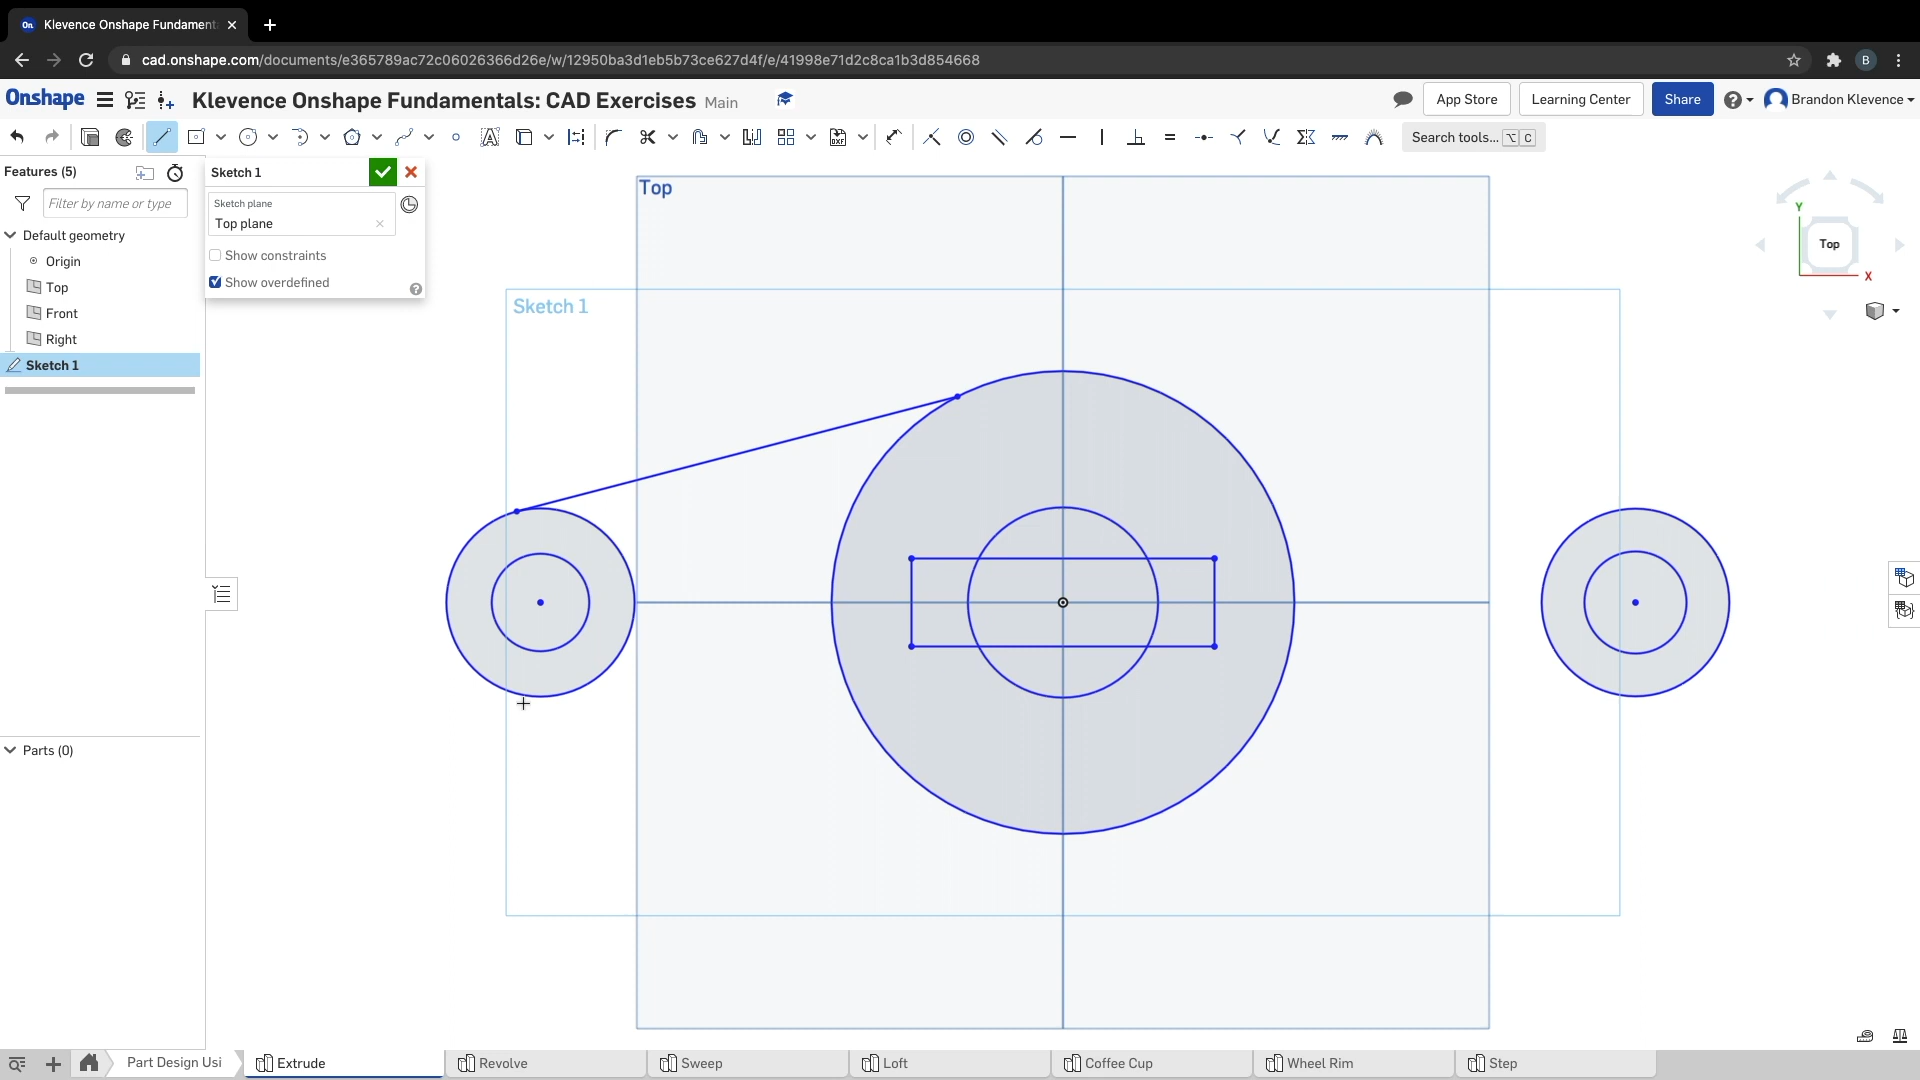 On Klevence Onshape Fundament
cad.onshape.com/documents/e365789ac72c06026366d26e/w/12950ba3d1eb5b73ce627d4f/e/41998e71d2c8ca1b3d854668
B
Onshape Klevence Onshape Fundamentals: CAD Exercises Main App Store Learning Center Share Brandon Klevence
Search tools... ⌥ C
Features (5)
Filter by name or type
Default geometry
Origin
Top
Front
Right
Sketch 1
Parts (0)
Sketch 1
Sketch plane
Top plane
Show constraints
Show overdefined
Top
Sketch 1
Y
Top
X
Part Design Usi Extrude Revolve Sweep Loft Coffee Cup Wheel Rim Step